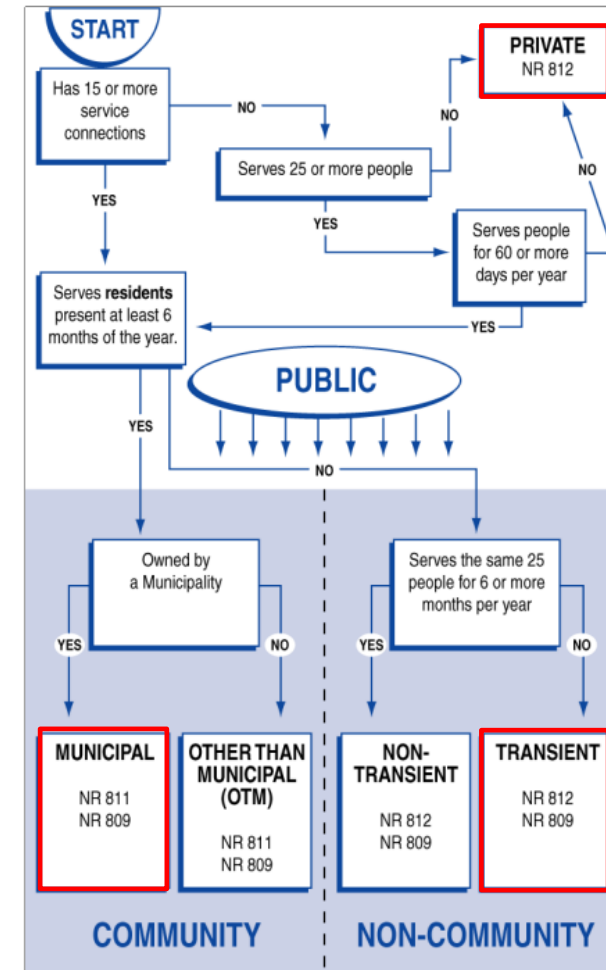 START
Has 15 or more
service
connections
NO
PRIVATE
NR 812
NO
Serves 25 or more people
NO
YES
YES
Serves people
for 60 or more
days per year
Serves residents
present at least 6
months of the year.
YES
PUBLIC
YES
NO
Owned by
a Municipality
Serves the same 25
people for 6 or more
months per year
YES
NO
YES
NO
MUNICIPAL
NR 811
NR 809
OTHER THAN
MUNICIPAL
(OTM)
NR 811
NR 809
NON-
TRANSIENT
NR 812
NR 809
TRANSIENT
NR 812
NR 809
COMMUNITY
NON-COMMUNITY